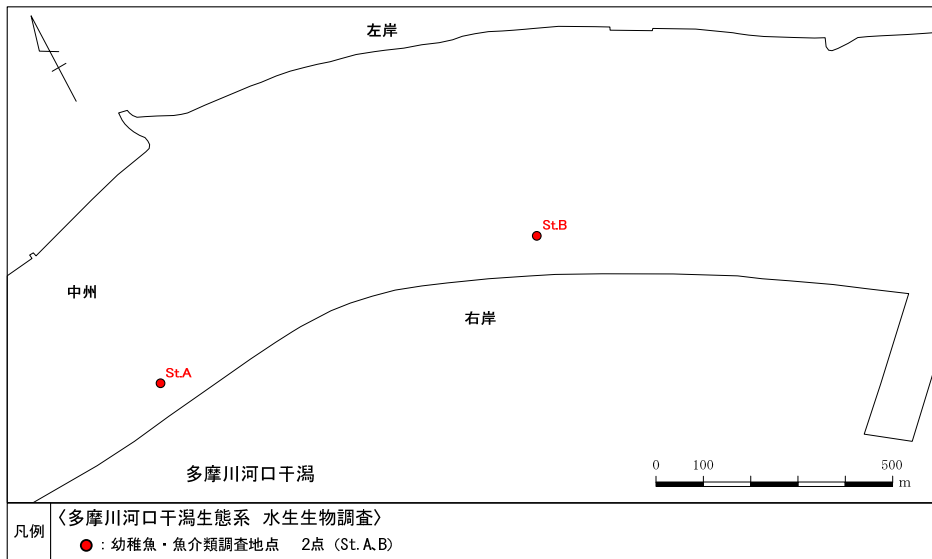 左岸
St.B
中州
右岸
St.A
多摩川河口干潟
0 100 500
m
凡例
〈多摩川河口干潟生態系 水生生物調査〉
：幼稚魚・魚介類調査地点 2点 (St.A,B)